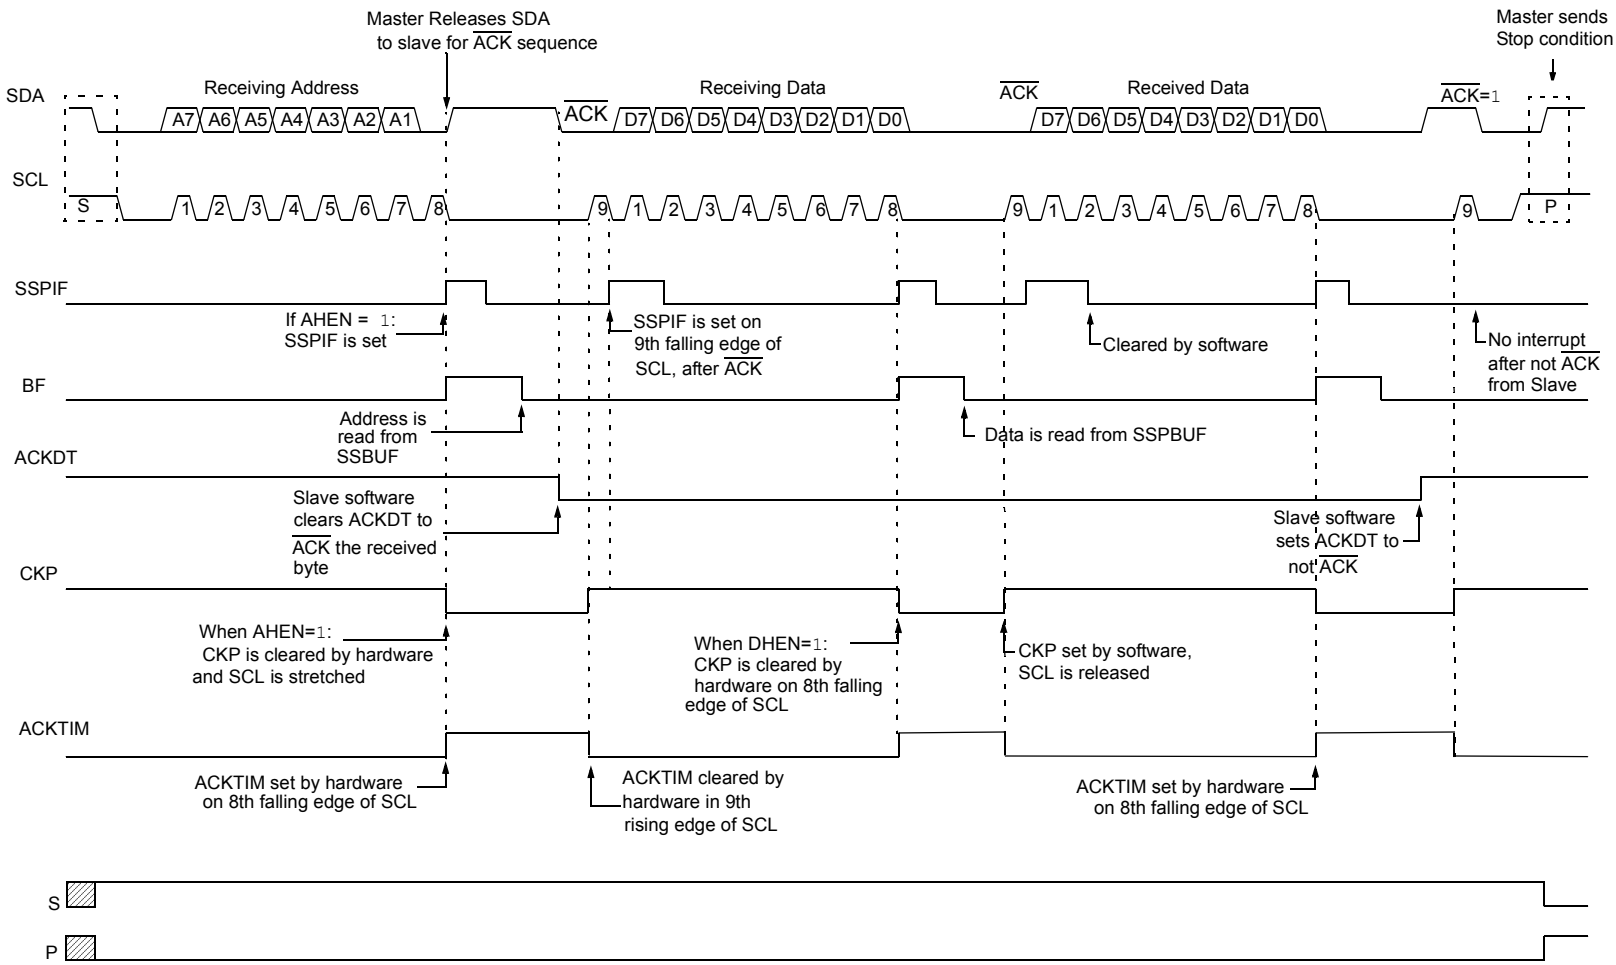 Master Releases SDA
to slave for ACK sequence
Master sends
Stop condition
SDA
Receiving Address
A7 A6 A5 A4 A3 A2 A1
ACK
Receiving Data
D7 D6 D5 D4 D3 D2 D1 D0
ACK
Received Data
D7 D6 D5 D4 D3 D2 D1 D0
ACK=1
SCL
S
1 2 3 4 5 6 7 8
9 1 2 3 4 5 6 7 8
9 1 2 3 4 5 6 7 8
9
P
SSPIF
If AHEN = 1:
SSPIF is set
SSPIF is set on
9th falling edge of
SCL, after ACK
Cleared by software
No interrupt
after not ACK
from Slave
BF
Address is
read from
SSBUF
Data is read from SSPBUF
ACKDT
Slave software
clears ACKDT to
ACK the received
byte
Slave software
sets ACKDT to
not ACK
CKP
When AHEN=1:
CKP is cleared by hardware
and SCL is stretched
When DHEN=1:
CKP is cleared by
hardware on 8th falling
edge of SCL
CKP set by software,
SCL is released
ACKTIM
ACKTIM set by hardware
on 8th falling edge of SCL
ACKTIM cleared by
hardware in 9th
rising edge of SCL
ACKTIM set by hardware
on 8th falling edge of SCL
S
P